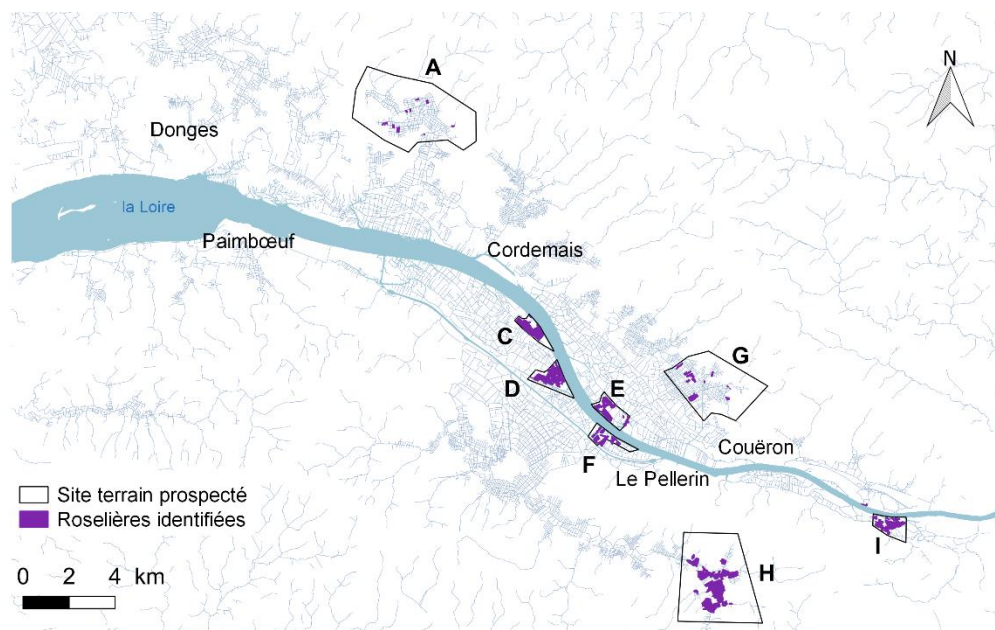 A
N
Donges
la Loire
Paimbœuf
Cordemais
C
G
D
E
F
Couëron
Le Pellerin
I
H
Site terrain prospecté
Roselières identifiées
0 2 4 km